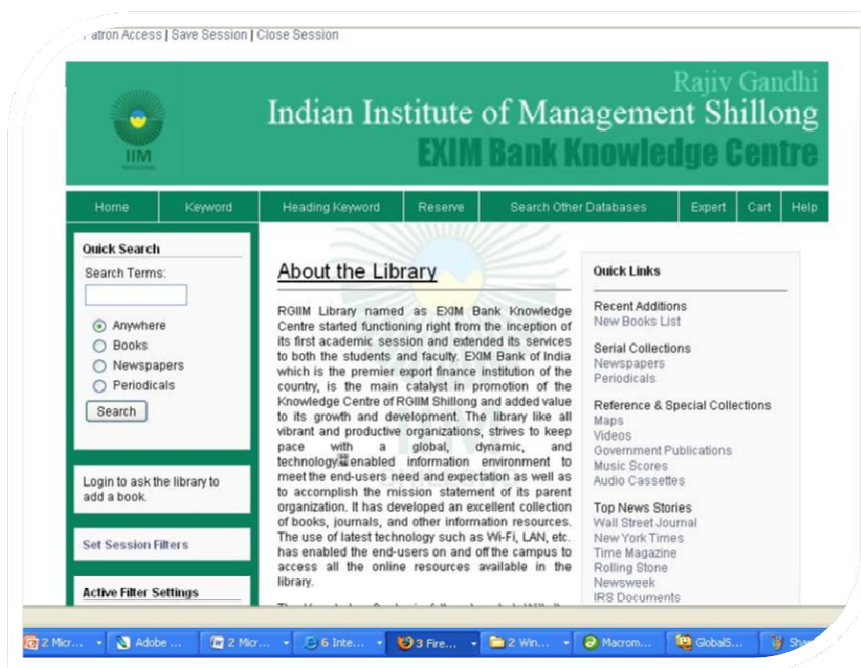 Patron Access | Save Session | Close Session
Rajiv Gandhi
Indian Institute of Management Shillong
EXIM Bank Knowledge Centre
IIM
Home Keyword Heading Keyword Reserve Search Other Databases Expert Cart Help
Quick Search
Search Terms:
Anywhere
Books
Newspapers
Periodicals
Search
Login to ask the library to
add a book.
Set Session Filters
Active Filter Settings
About the Library
RGIIM Library named as EXIM Bank Knowledge
Centre started functioning right from the inception of
its first academic session and extended its services
to both the students and faculty. EXIM Bank of India
which is the premier export finance institution of the
country, is the main catalyst in promotion of the
Knowledge Centre of RGIIM Shillong and added value
to its growth and development. The library like all
vibrant and productive organizations, strives to keep
pace with a global, dynamic, and
technology enabled information environment to
meet the end-users need and expectation as well as
to accomplish the mission statement of its parent
organization. It has developed an excellent collection
of books, journals, and other information resources.
The use of latest technology such as Wi-Fi, LAN, etc.
has enabled the end-users on and off the campus to
access all the online resources available in the
library.
Quick Links
Recent Additions
New Books List
Serial Collections
Newspapers
Periodicals
Reference & Special Collections
Maps
Videos
Government Publications
Music Scores
Audio Cassettes
Top News Stories
Wall Street Journal
New York Times
Time Magazine
Rolling Stone
Newsweek
IRS Documents
2 Micr... Adobe ... 2 Micr... 6 Inte... 3 Fire... 2 Win... Macrom... GlobalS... Sha